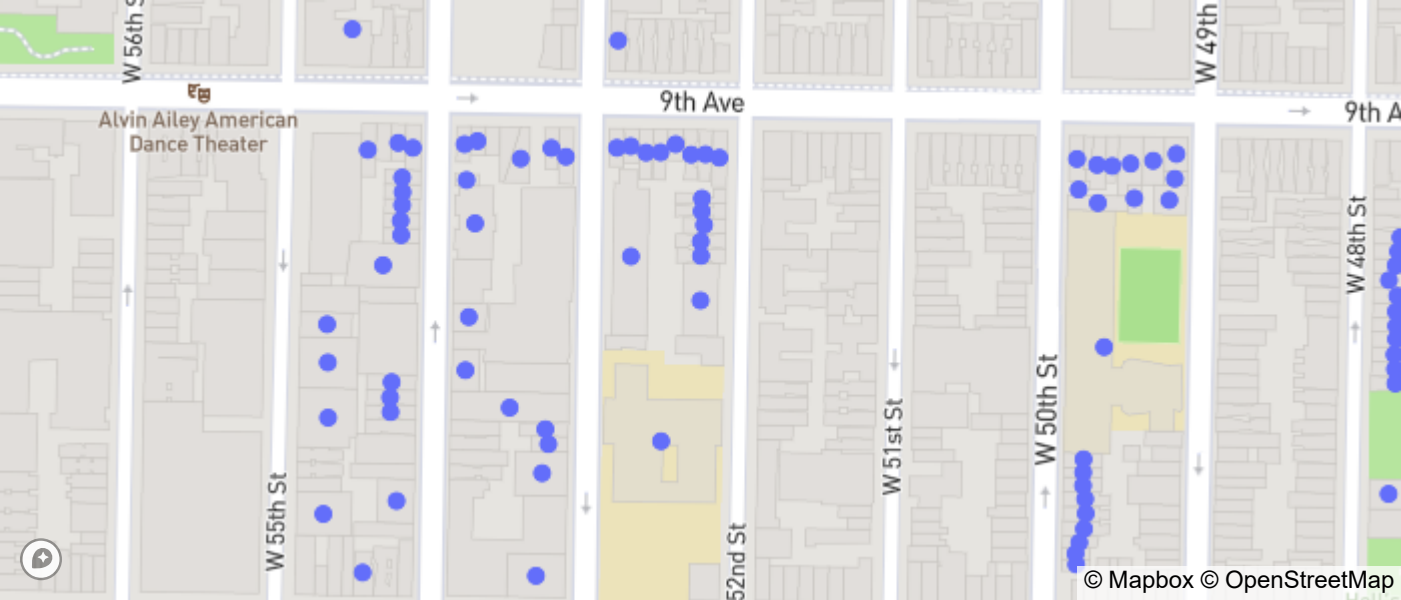 W 56th S
W 49th
9th Ave
9th A
Alvin Ailey American
Dance Theater
W 48th St
W 50th St
W 51st St
W 55th St
52nd St
© Mapbox © OpenStreetMap